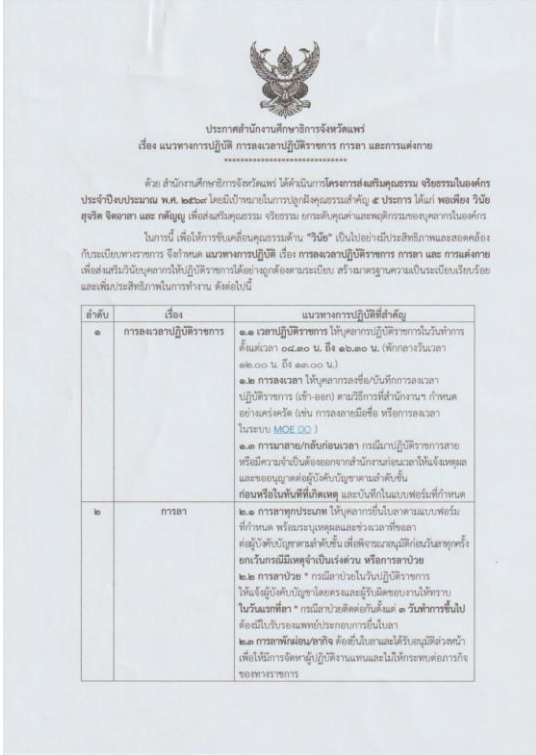 ประกาศสำนักงานศึกษาธิการจังหวัดแพร่
เรื่อง แนวทางการปฏิบัติ การลงเวลาปฏิบัติราชการ การลา และการแต่งกาย
******************************
ด้วย สำนักงานศึกษาธิการจังหวัดแพร่ ได้ดำเนินการโครงการส่งเสริมคุณธรรม จริยธรรมในองค์กร
ประจำปีงบประมาณ พ.ศ. ๒๕๖๙ โดยมีเป้าหมายในการปลูกฝังคุณธรรมสำคัญ ๕ ประการ ได้แก่ พอเพียง วินัย
สุจริต จิตอาสา และ กตัญญู เพื่อส่งเสริมคุณธรรม จริยธรรม ยกระดับคุณค่าและพฤติกรรมของบุคลากรในองค์กร
ในการนี้ เพื่อให้การขับเคลื่อนคุณธรรมด้าน "วินัย" เป็นไปอย่างมีประสิทธิภาพและสอดคล้อง
กับระเบียบทางราชการ จึงกำหนด แนวทางการปฏิบัติ เรื่อง การลงเวลาปฏิบัติราชการ การลา และ การแต่งกาย
เพื่อส่งเสริมวินัยบุคลากรให้ปฏิบัติราชการได้อย่างถูกต้องตามระเบียบ สร้างมาตรฐานความเป็นระเบียบเรียบร้อย
และเพิ่มประสิทธิภาพในการทำงาน ดังต่อไปนี้
ลำดับ เรื่อง แนวทางการปฏิบัติที่สำคัญ
๑ การลงเวลาปฏิบัติราชการ ๑.๑ เวลาปฏิบัติราชการ ให้บุคลากรปฏิบัติราชการในวันทำการ
ตั้งแต่เวลา ๐๘.๓๐ น. ถึง ๑๖.๓๐ น. (พักกลางวันเวลา
๑๒.๐๐ น. ถึง ๑๓.๐๐ น.)
๑.๒ การลงเวลา ให้บุคลากรลงชื่อ/บันทึกการลงเวลา
ปฏิบัติราชการ (เข้า-ออก) ตามวิธีการที่สำนักงานฯ กำหนด
อย่างเคร่งครัด (เช่น การลงลายมือชื่อ หรือการลงเวลา
ในระบบ MOE DO )
๑.๓ การมาสาย/กลับก่อนเวลา กรณีมาปฏิบัติราชการสาย
หรือมีความจำเป็นต้องออกจากสำนักงานก่อนเวลาให้แจ้งเหตุผล
และขออนุญาตต่อผู้บังคับบัญชาตามลำดับชั้น
ก่อนหรือในทันทีที่เกิดเหตุ และบันทึกในแบบฟอร์มที่กำหนด
๒ การลา ๒.๑ การลาทุกประเภท ให้บุคลากรยื่นใบลาตามแบบฟอร์ม
ที่กำหนด พร้อมระบุเหตุผลและช่วงเวลาที่ขอลา
ต่อผู้บังคับบัญชาตามลำดับชั้น เพื่อพิจารณาอนุมัติก่อนวันลาทุกครั้ง
ยกเว้นกรณีมีเหตุจำเป็นเร่งด่วน หรือการลาป่วย
๒.๒ การลาป่วย * กรณีลาป่วยในวันปฏิบัติราชการ
ให้แจ้งผู้บังคับบัญชาโดยตรงและผู้รับผิดชอบงานให้ทราบ
ในวันแรกที่ลา * กรณีลาป่วยติดต่อกันตั้งแต่ ๓ วันทำการขึ้นไป
ต้องมีใบรับรองแพทย์ประกอบการยื่นใบลา
๒.๓ การลาพักผ่อน/ลากิจ ต้องยื่นใบลาและได้รับอนุมัติล่วงหน้า
เพื่อให้มีการจัดหาผู้ปฏิบัติงานแทนและไม่ให้กระทบต่อภารกิจ
ของทางราชการ